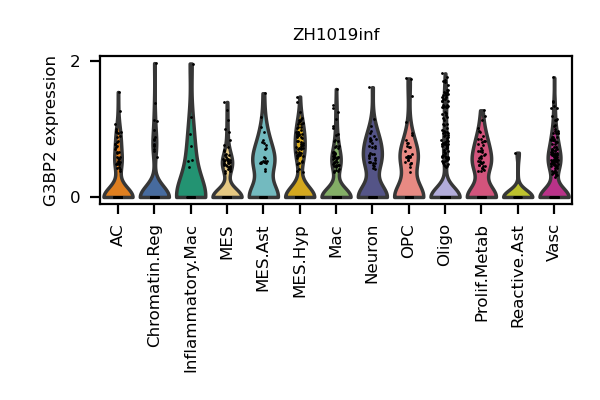 ZH1019inf
G3BP2 expression
2
0
AC
Chromatin.Reg
Inflammatory.Mac
MES
MES.Ast
MES.Hyp
Mac
Neuron
OPC
Oligo
Prolif.Metab
Reactive.Ast
Vasc